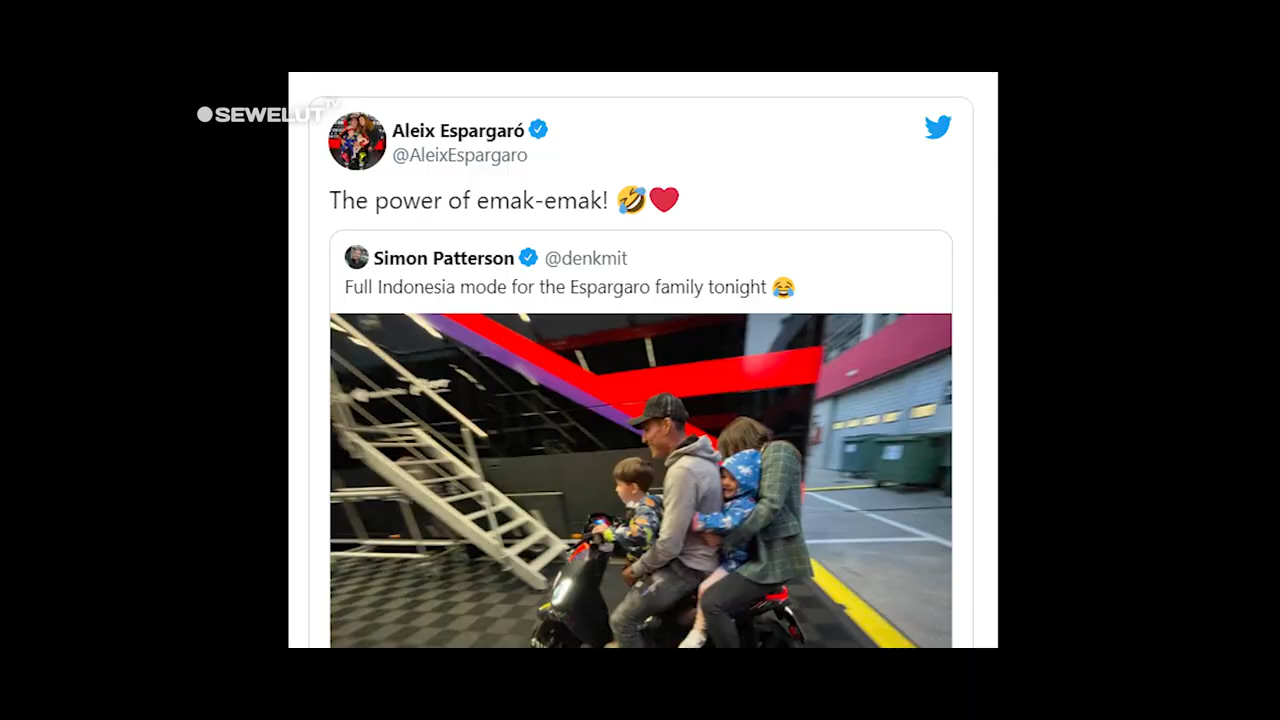 SEWELUT TV
Aleix Espargaró
@AleixEspargaro
The power of emak-emak! 🤣❤️
Simon Patterson @denkmit
Full Indonesia mode for the Espargaro family tonight 😂